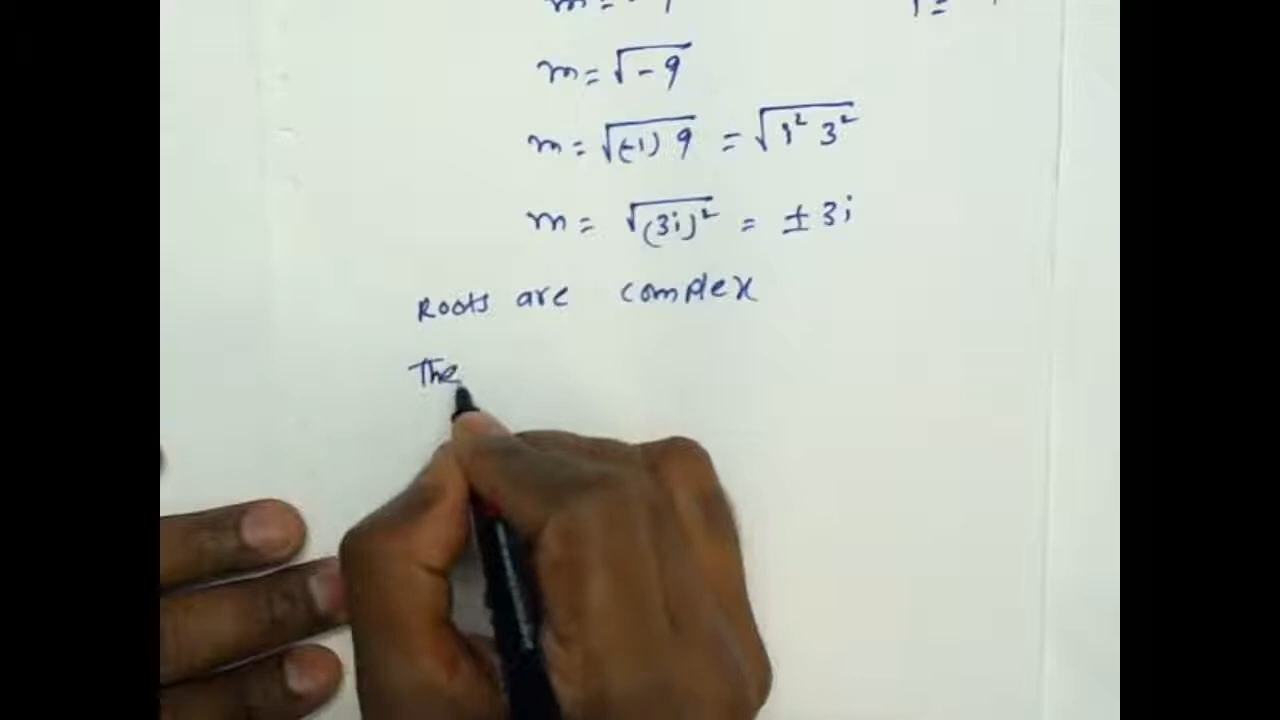 m = √-9
m = √(-1) 9 = √i² 3²
m = √(3i)² = ± 3i
Roots are complex
The